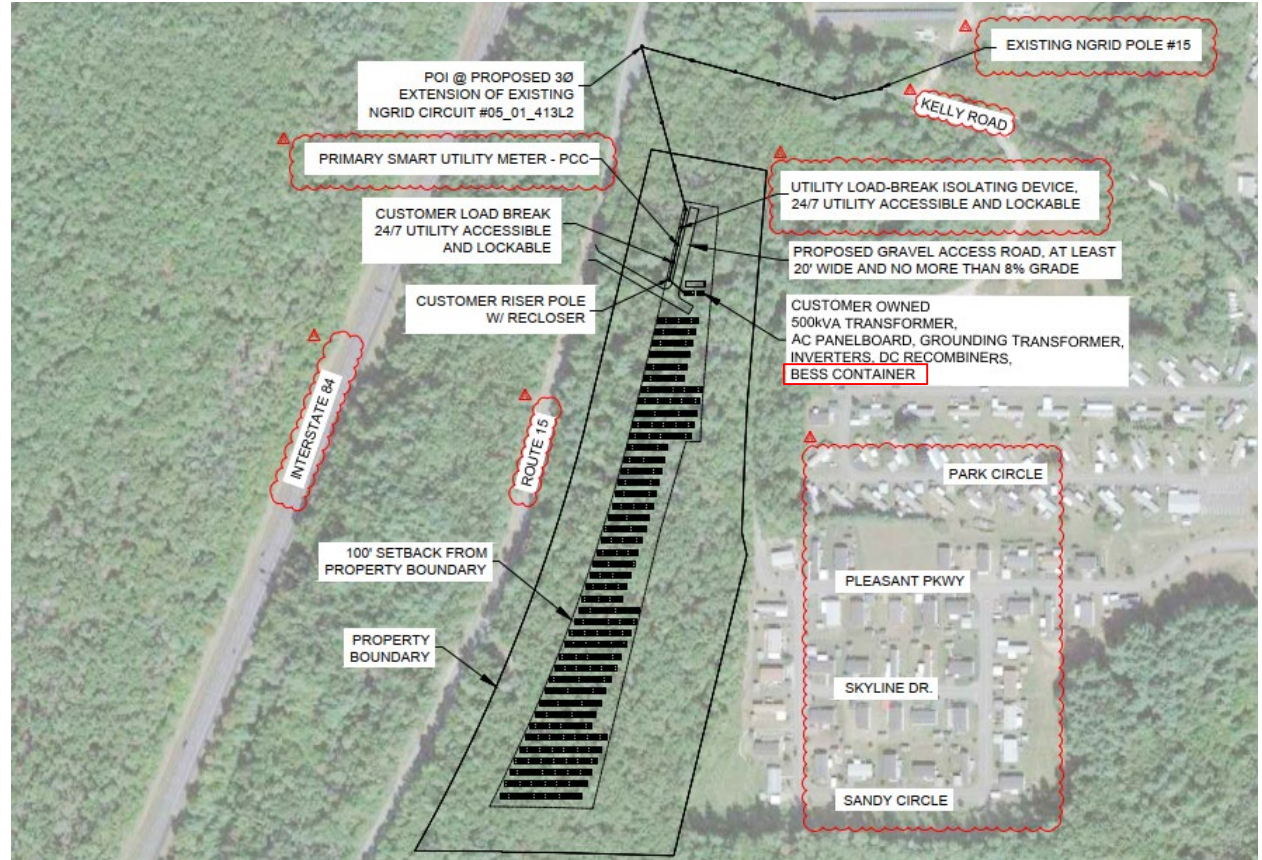 EXISTING NGRID POLE #15
POI @ PROPOSED 3Ø
EXTENSION OF EXISTING
NGRID CIRCUIT #05_01_413L2
KELLY ROAD
PRIMARY SMART UTILITY METER - PCC
UTILITY LOAD-BREAK ISOLATING DEVICE,
24/7 UTILITY ACCESSIBLE AND LOCKABLE
CUSTOMER LOAD BREAK
24/7 UTILITY ACCESSIBLE
AND LOCKABLE
PROPOSED GRAVEL ACCESS ROAD, AT LEAST
20' WIDE AND NO MORE THAN 8% GRADE
CUSTOMER RISER POLE
W/ RECLOSER
CUSTOMER OWNED
500kVA TRANSFORMER,
AC PANELBOARD, GROUNDING TRANSFORMER,
INVERTERS, DC RECOMBINERS,
BESS CONTAINER
INTERSTATE 84
ROUTE 15
PARK CIRCLE
100' SETBACK FROM
PROPERTY BOUNDARY
PLEASANT PKWY
PROPERTY
BOUNDARY
SKYLINE DR.
SANDY CIRCLE